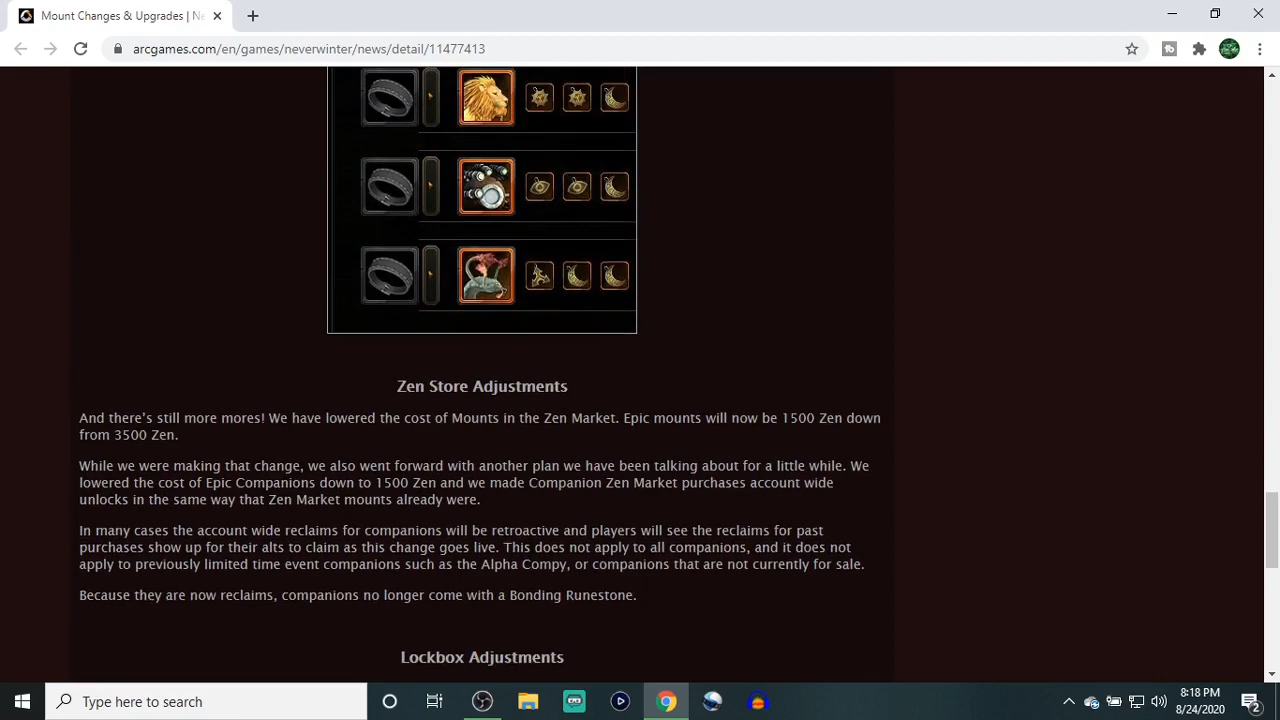 Mount Changes & Upgrades | Ne
arcgames.com/en/games/neverwinter/news/detail/11477413
Zen Store Adjustments
And there's still more mores! We have lowered the cost of Mounts in the Zen Market. Epic mounts will now be 1500 Zen down
from 3500 Zen.
While we were making that change, we also went forward with another plan we have been talking about for a little while. We
lowered the cost of Epic Companions down to 1500 Zen and we made Companion Zen Market purchases account wide
unlocks in the same way that Zen Market mounts already were.
In many cases the account wide reclaims for companions will be retroactive and players will see the reclaims for past
purchases show up for their alts to claim as this change goes live. This does not apply to all companions, and it does not
apply to previously limited time event companions such as the Alpha Compy, or companions that are not currently for sale.
Because they are now reclaims, companions no longer come with a Bonding Runestone.
Lockbox Adjustments
Type here to search
8:18 PM
8/24/2020
2